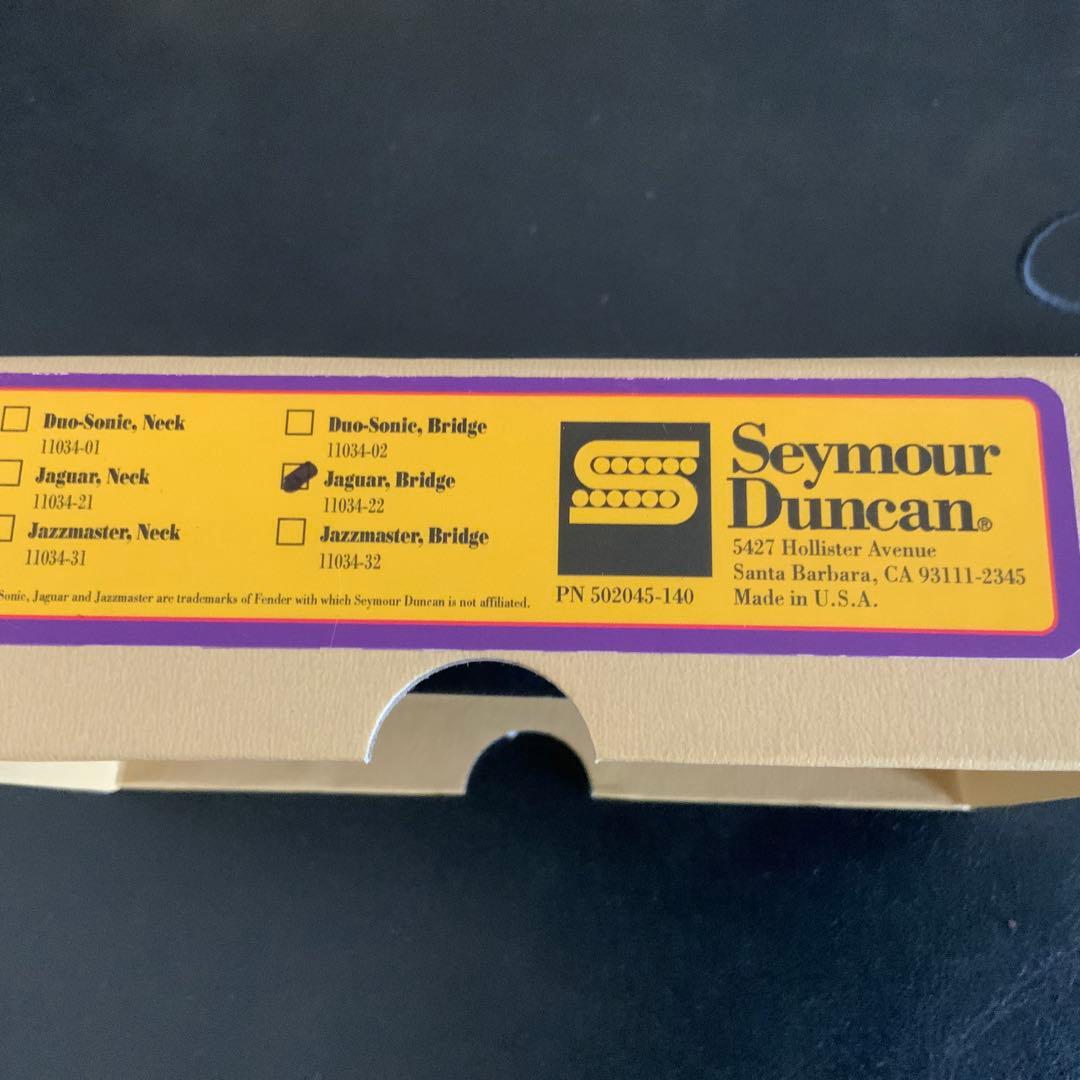 Duo-Sonic, Neck
11034-01
Jaguar, Neck
11034-21
Jazzmaster, Neck
11034-31
Duo-Sonic, Bridge
11034-02
Jaguar, Bridge
11034-22
Jazzmaster, Bridge
11034-32
Sonic, Jaguar and Jazzmaster are trademarks of Fender with which Seymour Duncan is not affiliated.
PN 502045-140
Seymour
Duncan®
5427 Hollister Avenue
Santa Barbara, CA 93111-2345
Made in U.S.A.